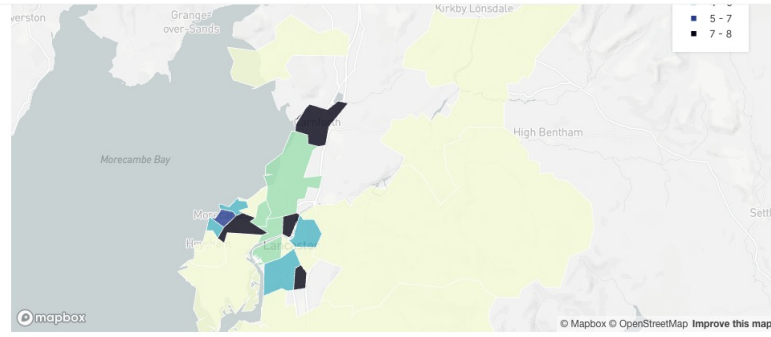 Kirkby Lonsdale
verston
Grange-
over-Sands
5 - 7
7 - 8
High Bentham
Morecambe Bay
Settl
Lancaster
mapbox
© Mapbox © OpenStreetMap Improve this map